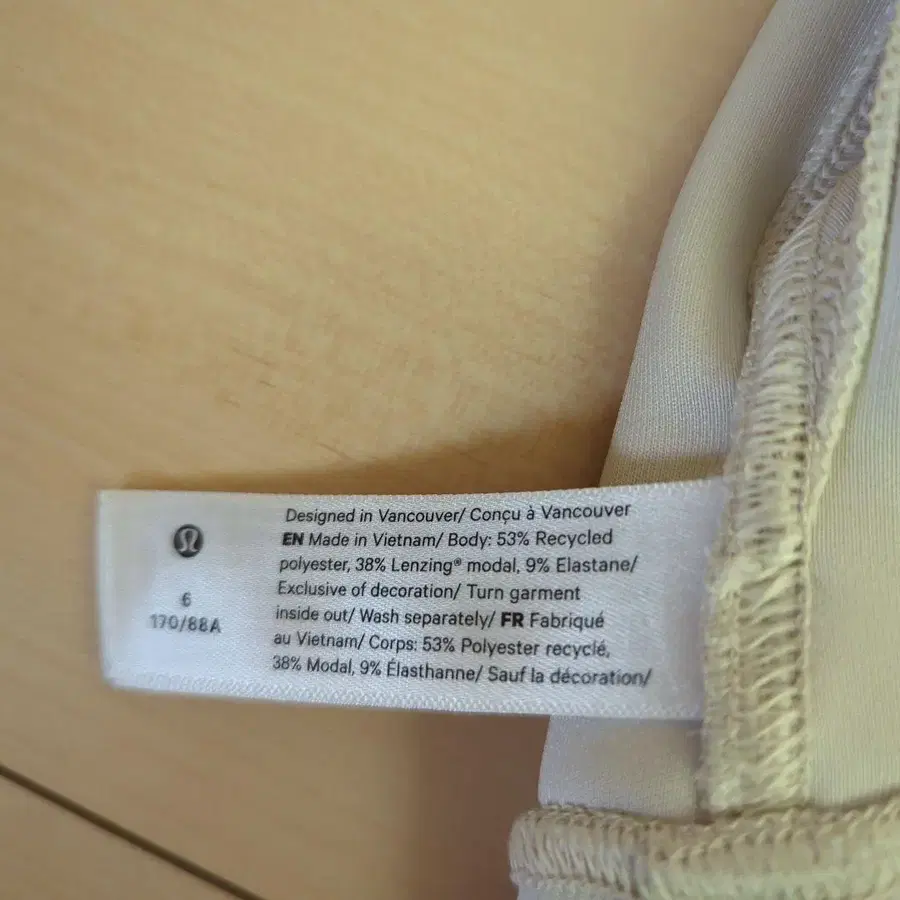 6
170/88A
Designed in Vancouver/ Conçu à Vancouver
EN Made in Vietnam/ Body: 53% Recycled
polyester, 38% Lenzing® modal, 9% Elastane/
Exclusive of decoration/ Turn garment
inside out/ Wash separately/ FR Fabriqué
au Vietnam/ Corps: 53% Polyester recyclé,
38% Modal, 9% Élasthanne/ Sauf la décoration/